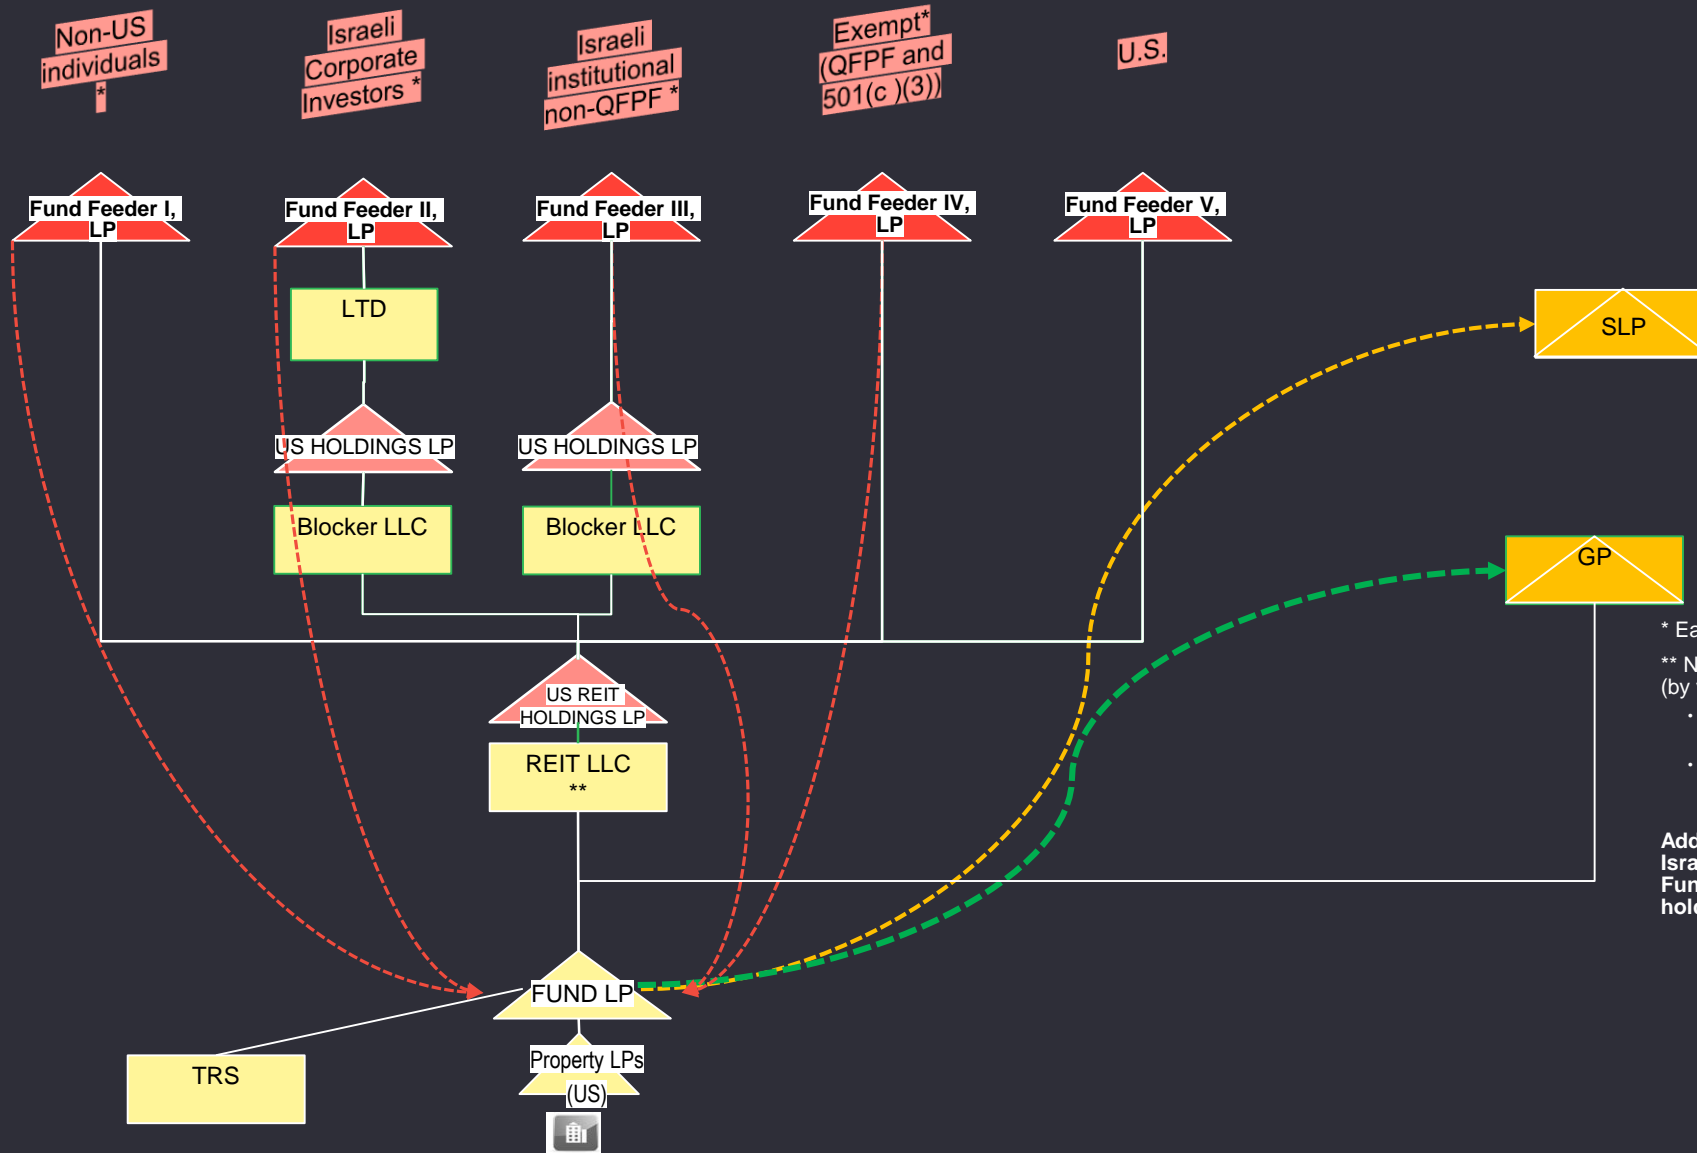 Non-US
individuals
*
Israeli
Corporate
Investors *
Israeli
institutional
non-QFPF *
Exempt*
(QFPF and
501(c )(3))
U.S.
Fund Feeder I,
LP
Fund Feeder II,
LP
Fund Feeder III,
LP
Fund Feeder IV,
LP
Fund Feeder V,
LP
LTD
SLP
US HOLDINGS LP
US HOLDINGS LP
Blocker LLC
Blocker LLC
GP
*
**
(by
US REIT
HOLDINGS LP
REIT LLC
**
FUND LP
TRS
Property LPs
(US)